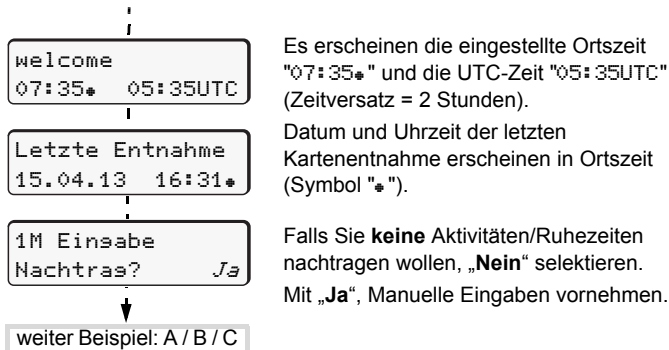 welcome
07:35• 05:35UTC
Es erscheinen die eingestellte Ortszeit
"07:35•" und die UTC-Zeit "05:35UTC"
(Zeitversatz = 2 Stunden).
Letzte Entnahme
15.04.13 16:31•
Datum und Uhrzeit der letzten
Kartenentnahme erscheinen in Ortszeit
(Symbol "•").
1M Eingabe
Nachtrag? Ja
Falls Sie keine Aktivitäten/Ruhezeiten
nachtragen wollen, „Nein“ selektieren.
Mit „Ja“, Manuelle Eingaben vornehmen.
weiter Beispiel: A / B / C